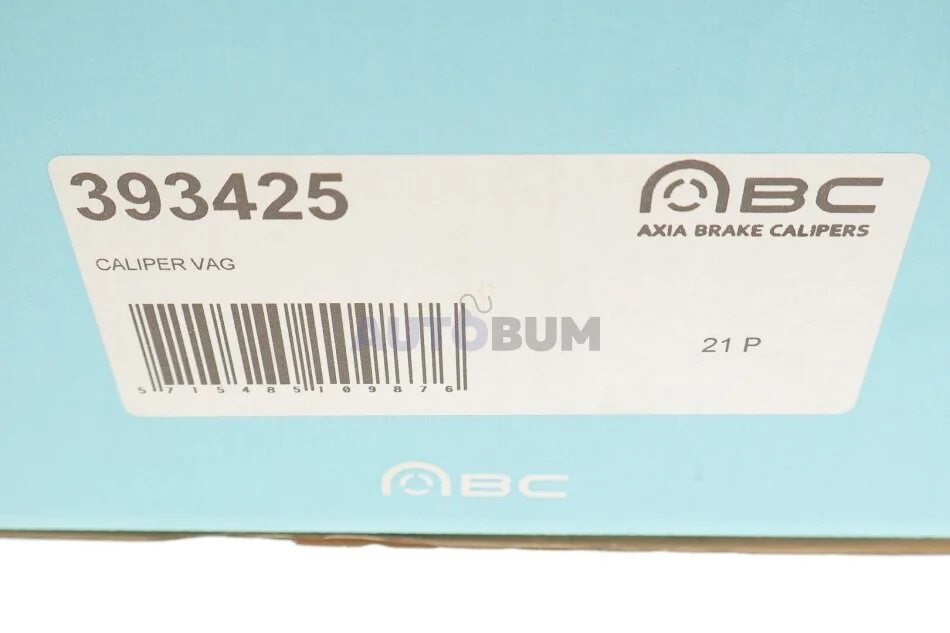 393425
ABC
AXIA BRAKE CALIPERS
CALIPER VAG
AUTOBUM
21 P
5715485109876
ABC